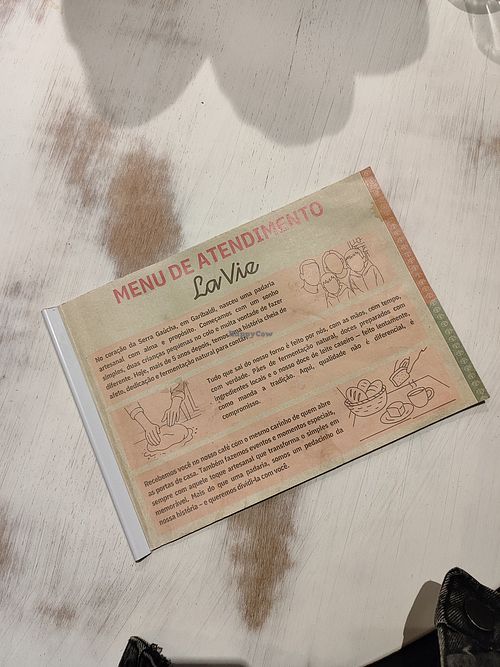 MENU DE ATENDIMENTO
La Vie
No coração da Serra Gaúcha, em Garibaldi, nasceu uma padaria
artesanal com alma e propósito. Começamos com um sonho
simples, duas crianças pequenas no colo e muita vontade de fazer
diferente. Hoje, mais de 5 anos depois, temos uma história cheia de
afeto, dedicação e fermentação natural para contar.
Tudo que sai do nosso forno é feito por nós, com as mãos, com tempo,
com verdade. Pães de fermentação natural, doces preparados com
ingredientes locais e o nosso doce de leite caseiro – feito lentamente,
como manda a tradição. Aqui, qualidade não é diferencial, é
compromisso.
Recebemos você no nosso café com o mesmo carinho de quem abre
as portas de casa. Também fazemos eventos e momentos especiais,
sempre com aquele toque artesanal que transforma o simples em
memorável. Mais do que uma padaria, somos um pedacinho da
nossa história – e queremos dividi-la com você.
HappyCow